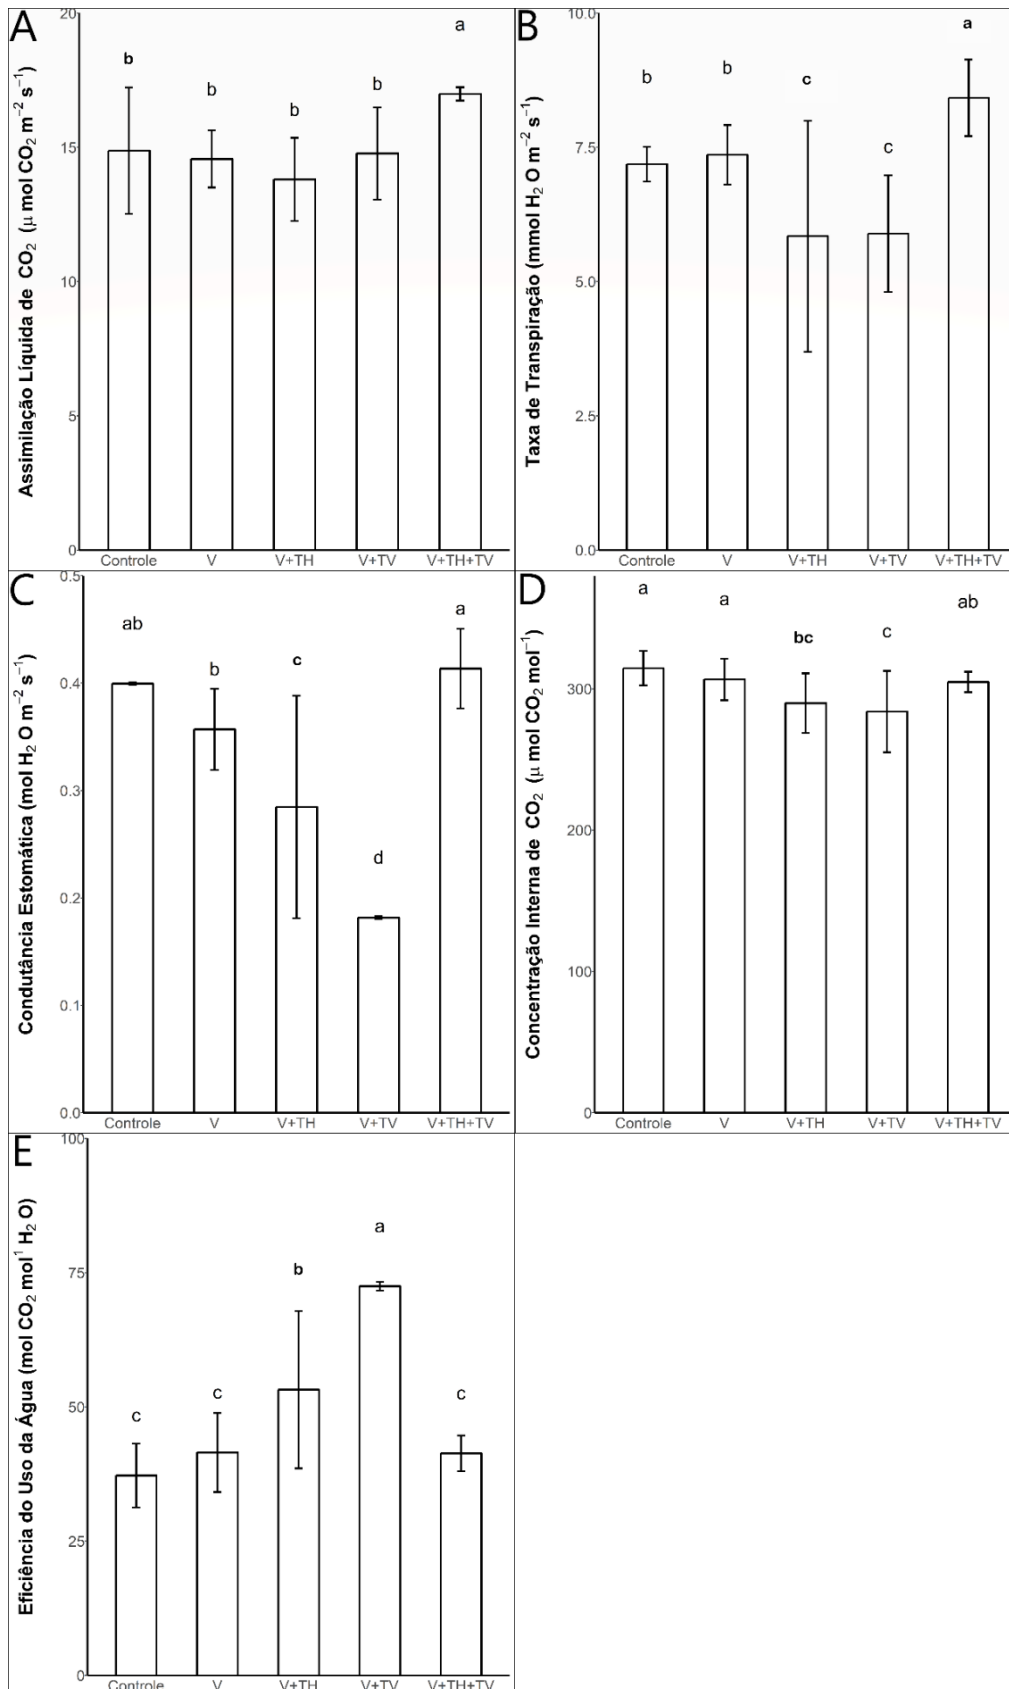 A
Assimilação Líquida de CO₂ (μ mol CO₂ m⁻² s⁻¹)
20
15
10
5
0
b
b
b
b
a
Controle V V+TH V+TV V+TH+TV
B
Taxa de Transpiração (mmol H₂ O m⁻² s⁻¹)
10.0
7.5
5.0
2.5
0.0
b
b
c
c
a
Controle V V+TH V+TV V+TH+TV
C
Condutância Estomática (mol H₂ O m⁻² s⁻¹)
0.5
0.4
0.3
0.2
0.1
0.0
ab
b
c
d
a
Controle V V+TH V+TV V+TH+TV
D
Concentração Interna de CO₂ (μ mol CO₂ mol⁻¹)
300
200
100
0
a
a
bc
c
ab
Controle V V+TH V+TV V+TH+TV
E
Eficiência do Uso da Água (mol CO₂ mol¹ H₂ O)
100
75
50
25
0
c
c
b
a
c
Controle V V+TH V+TV V+TH+TV